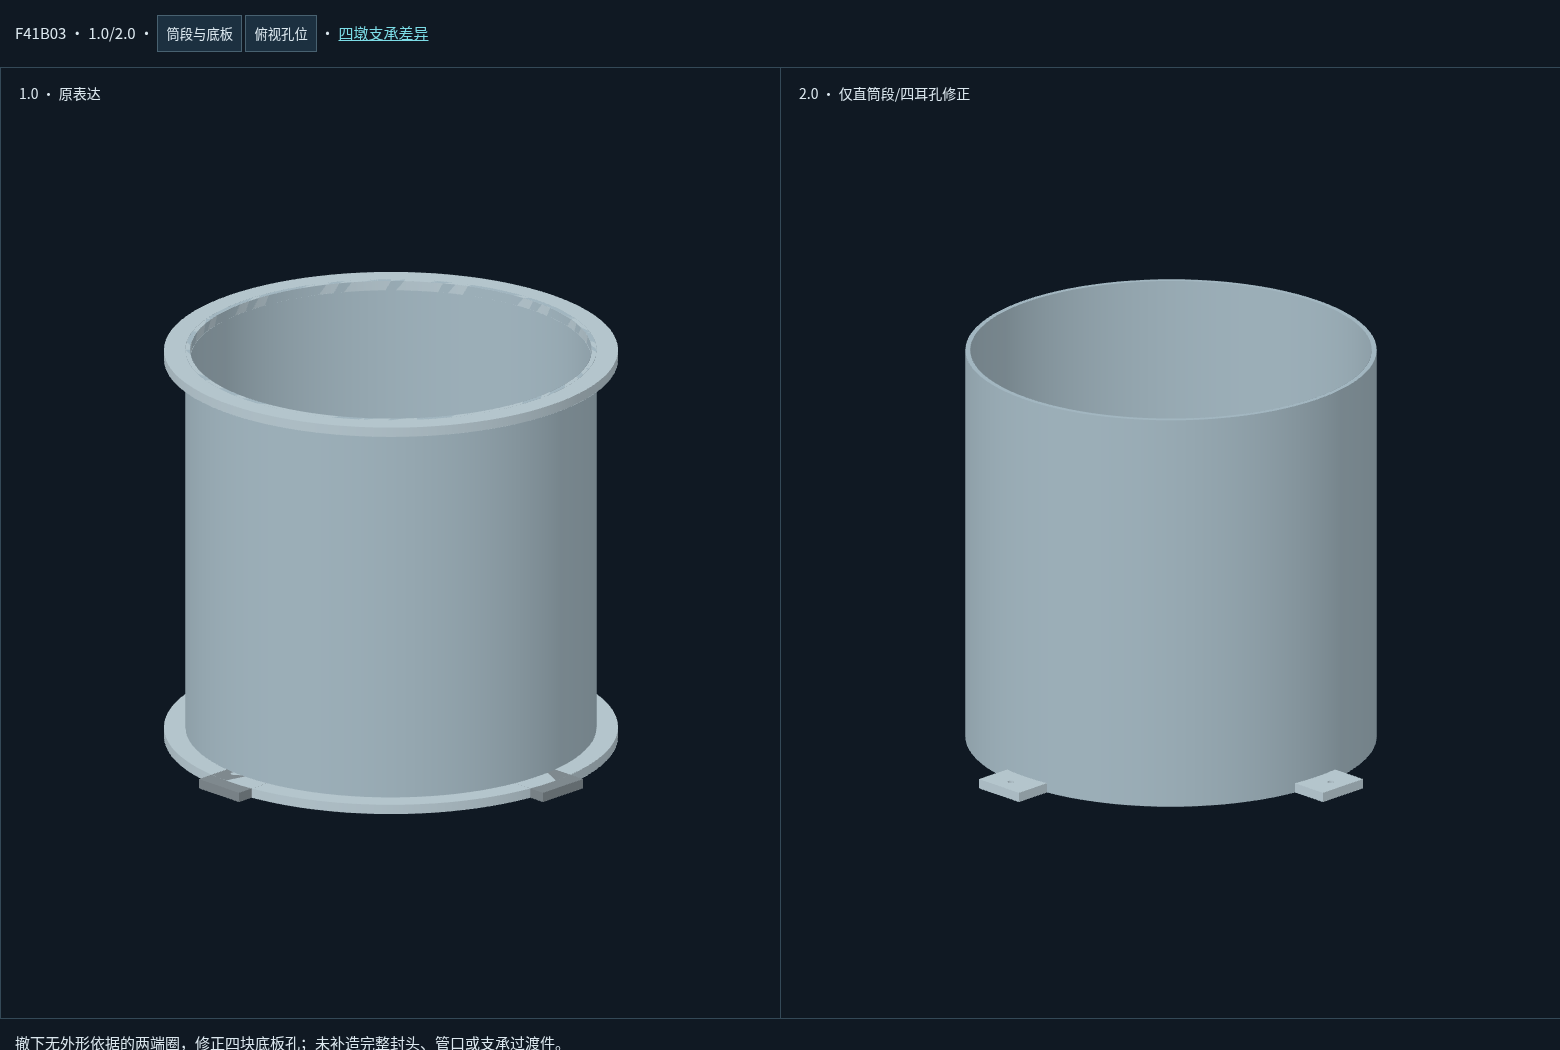 F41B03 • 1.0/2.0 • 筒段与底板 俯视孔位 • 四墩支承差异
1.0 • 原表达
2.0 • 仅直筒段/四耳孔修正
撤下无外形依据的两端圈，修正四块底板孔；未补造完整封头、管口或支承过渡件。